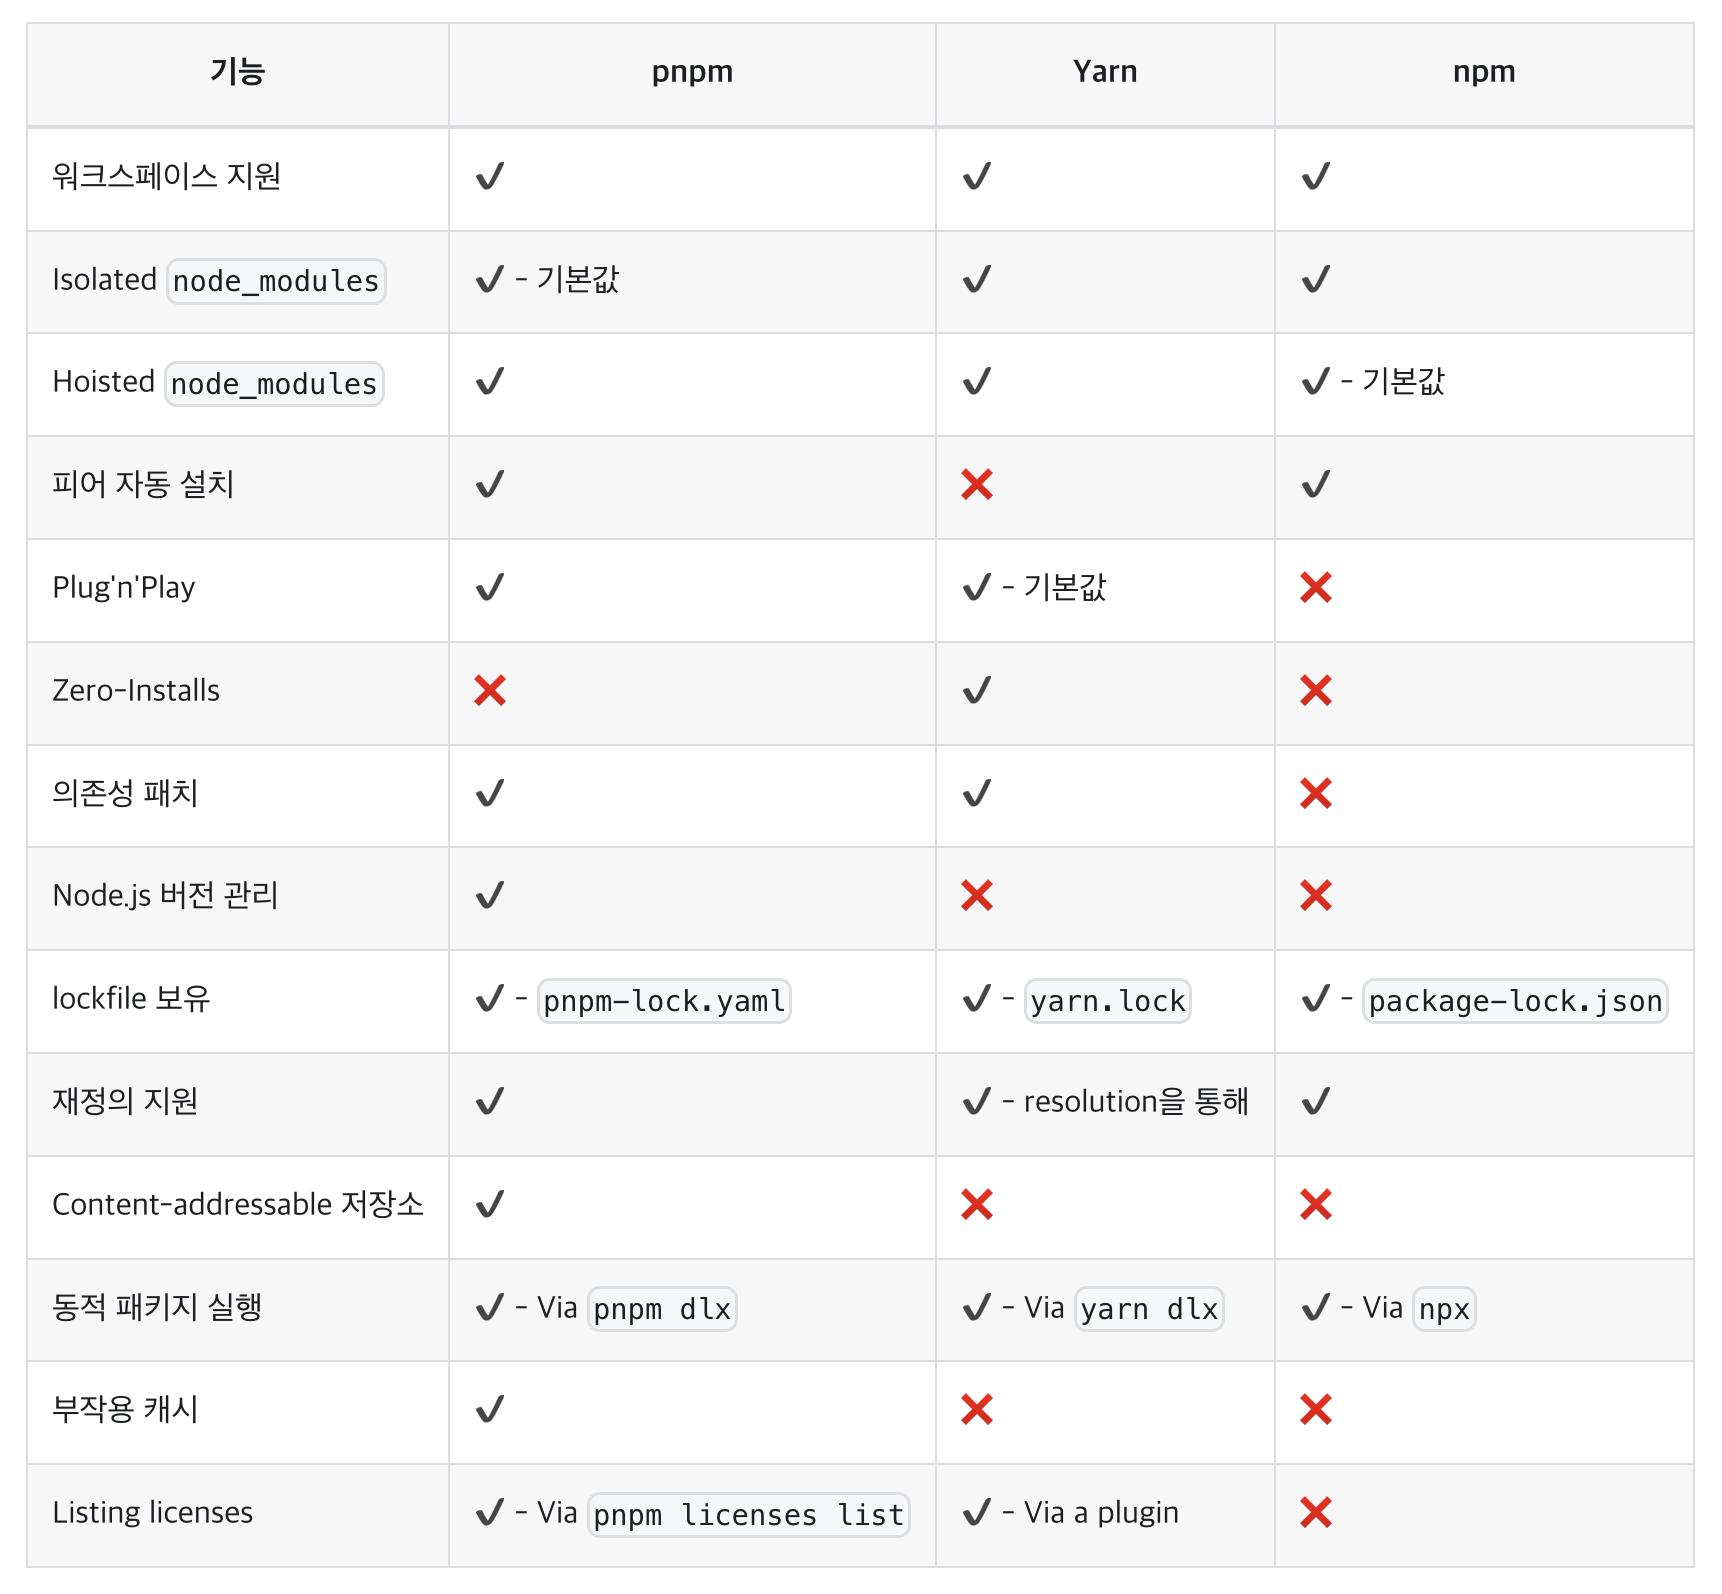 기능 pnpm Yarn npm
워크스페이스 지원 ✔ ✔ ✔
Isolated node_modules ✔ - 기본값 ✔ ✔
Hoisted node_modules ✔ ✔ ✔ - 기본값
피어 자동 설치 ✔ ❌ ✔
Plug'n'Play ✔ ✔ - 기본값 ❌
Zero-Installs ❌ ✔ ❌
의존성 패치 ✔ ✔ ❌
Node.js 버전 관리 ✔ ❌ ❌
lockfile 보유 ✔ - pnpm-lock.yaml ✔ - yarn.lock ✔ - package-lock.json
재정의 지원 ✔ ✔ - resolution을 통해 ✔
Content-addressable 저장소 ✔ ❌ ❌
동적 패키지 실행 ✔ - Via pnpm dlx ✔ - Via yarn dlx ✔ - Via npx
부작용 캐시 ✔ ❌ ❌
Listing licenses ✔ - Via pnpm licenses list ✔ - Via a plugin ❌